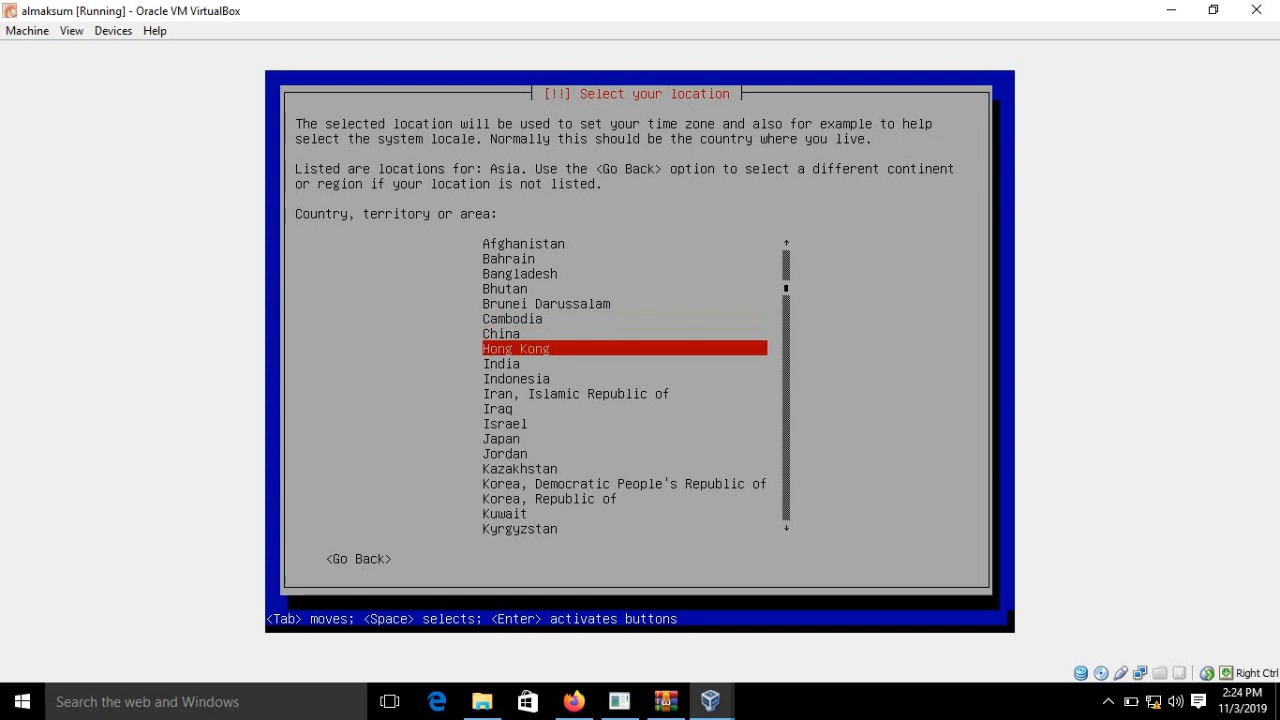 almaksum [Running] - Oracle VM VirtualBox
Machine View Devices Help
[!!] Select your location
The selected location will be used to set your time zone and also for example to help
select the system locale. Normally this should be the country where you live.
Listed are locations for: Asia. Use the <Go Back> option to select a different continent
or region if your location is not listed.
Country, territory or area:
Afghanistan
Bahrain
Bangladesh
Bhutan
Brunei Darussalam
Cambodia
China
Hong Kong
India
Indonesia
Iran, Islamic Republic of
Iraq
Israel
Japan
Jordan
Kazakhstan
Korea, Democratic People's Republic of
Korea, Republic of
Kuwait
Kyrgyzstan
<Go Back>
<Tab> moves; <Space> selects; <Enter> activates buttons
Right Ctrl
Search the web and Windows
2:24 PM
11/3/2019